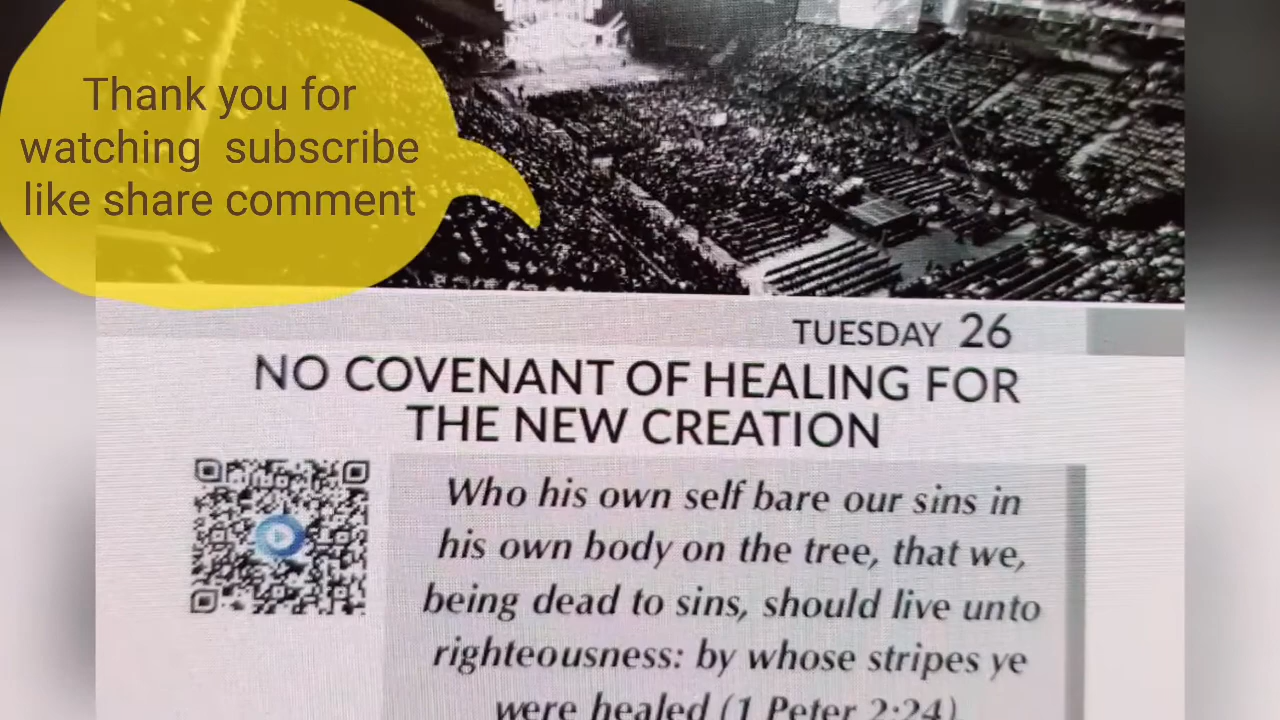 Thank you for
watching subscribe
like share comment
TUESDAY 26
NO COVENANT OF HEALING FOR
THE NEW CREATION
Who his own self bare our sins in
his own body on the tree, that we,
being dead to sins, should live unto
righteousness: by whose stripes ye
were healed (1 Peter 2:24)